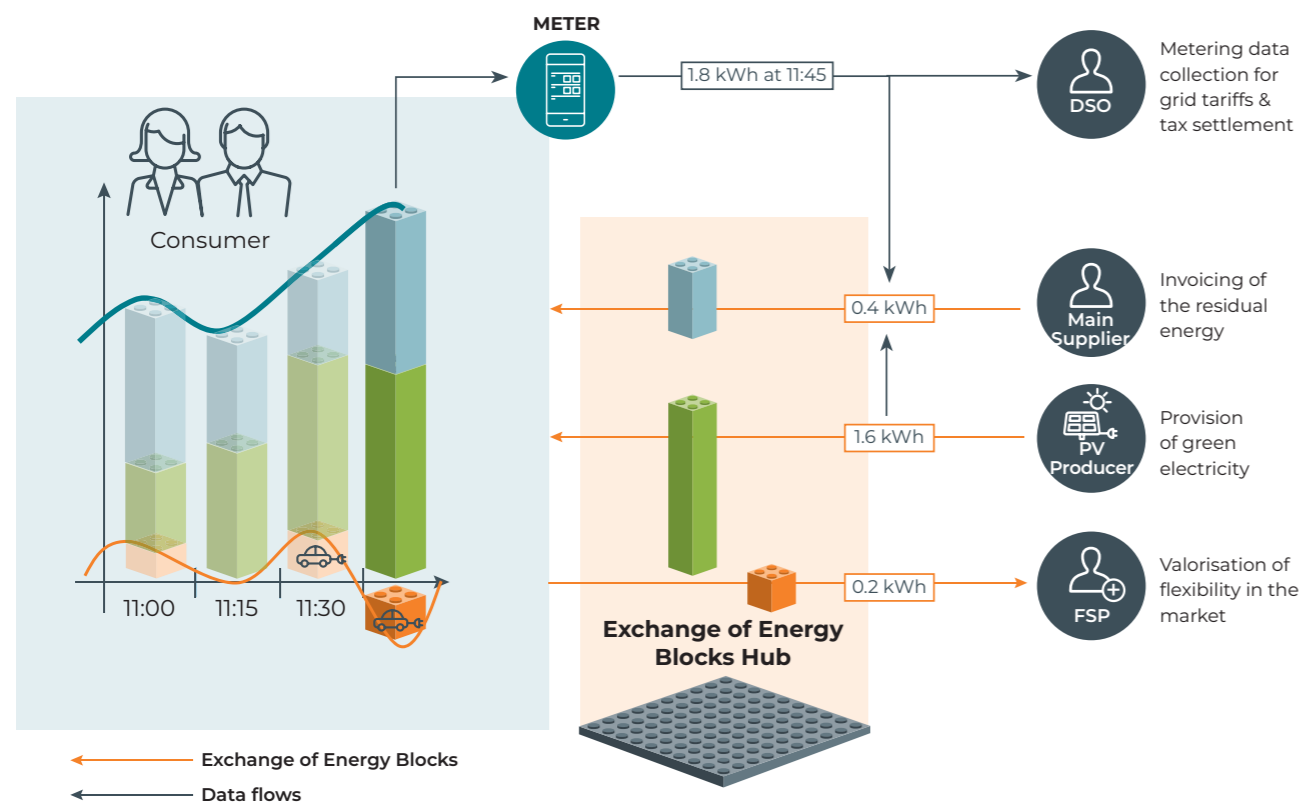 METER
1.8 kWh at 11:45
DSO
Metering data
collection for
grid tariffs &
tax settlement
Consumer
0.4 kWh
Main
Supplier
Invoicing of
the residual
energy
1.6 kWh
PV
Producer
Provision
of green
electricity
11:00
11:15
11:30
0.2 kWh
FSP
Valorisation of
flexibility in the
market
Exchange of Energy
Blocks Hub
Exchange of Energy Blocks
Data flows